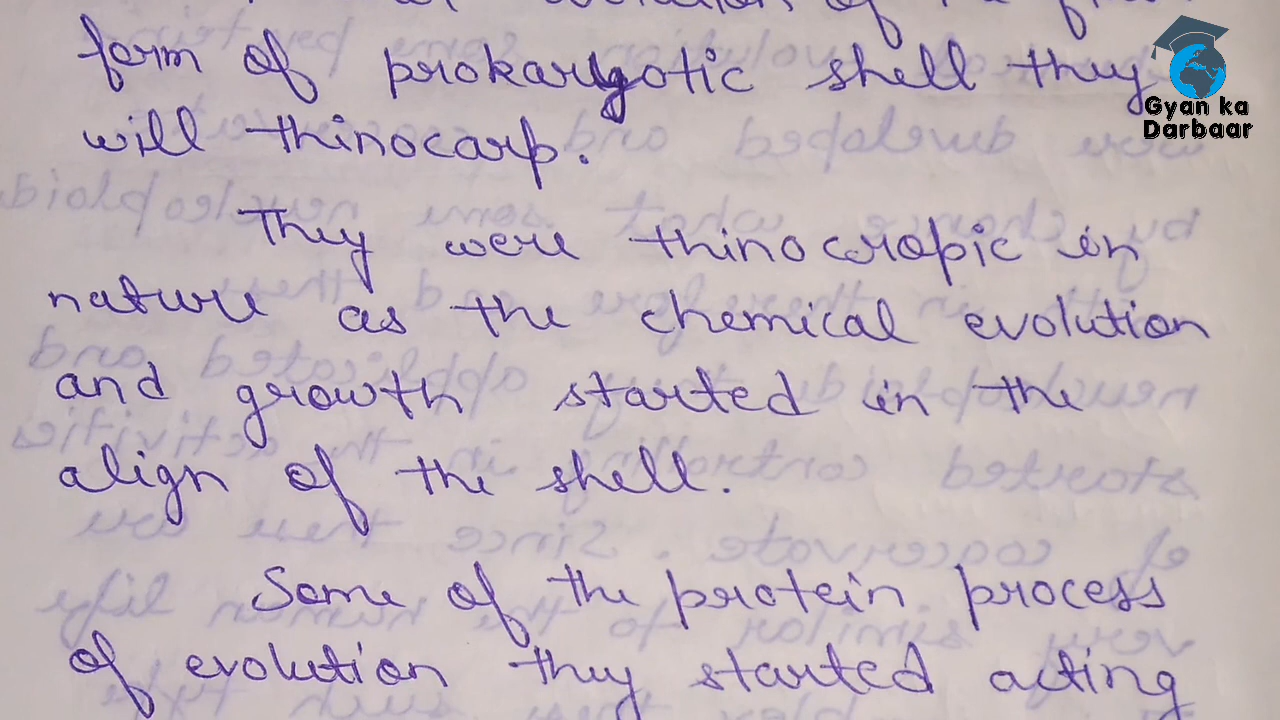 evolution of
form of prokaryotic shell they
will thinocarp.
They were thinocropic in
nature as the chemical evolution
and growth started in the
align of the shell.
Some of the protein process
of evolution they started acting
Gyan ka
Darbaar